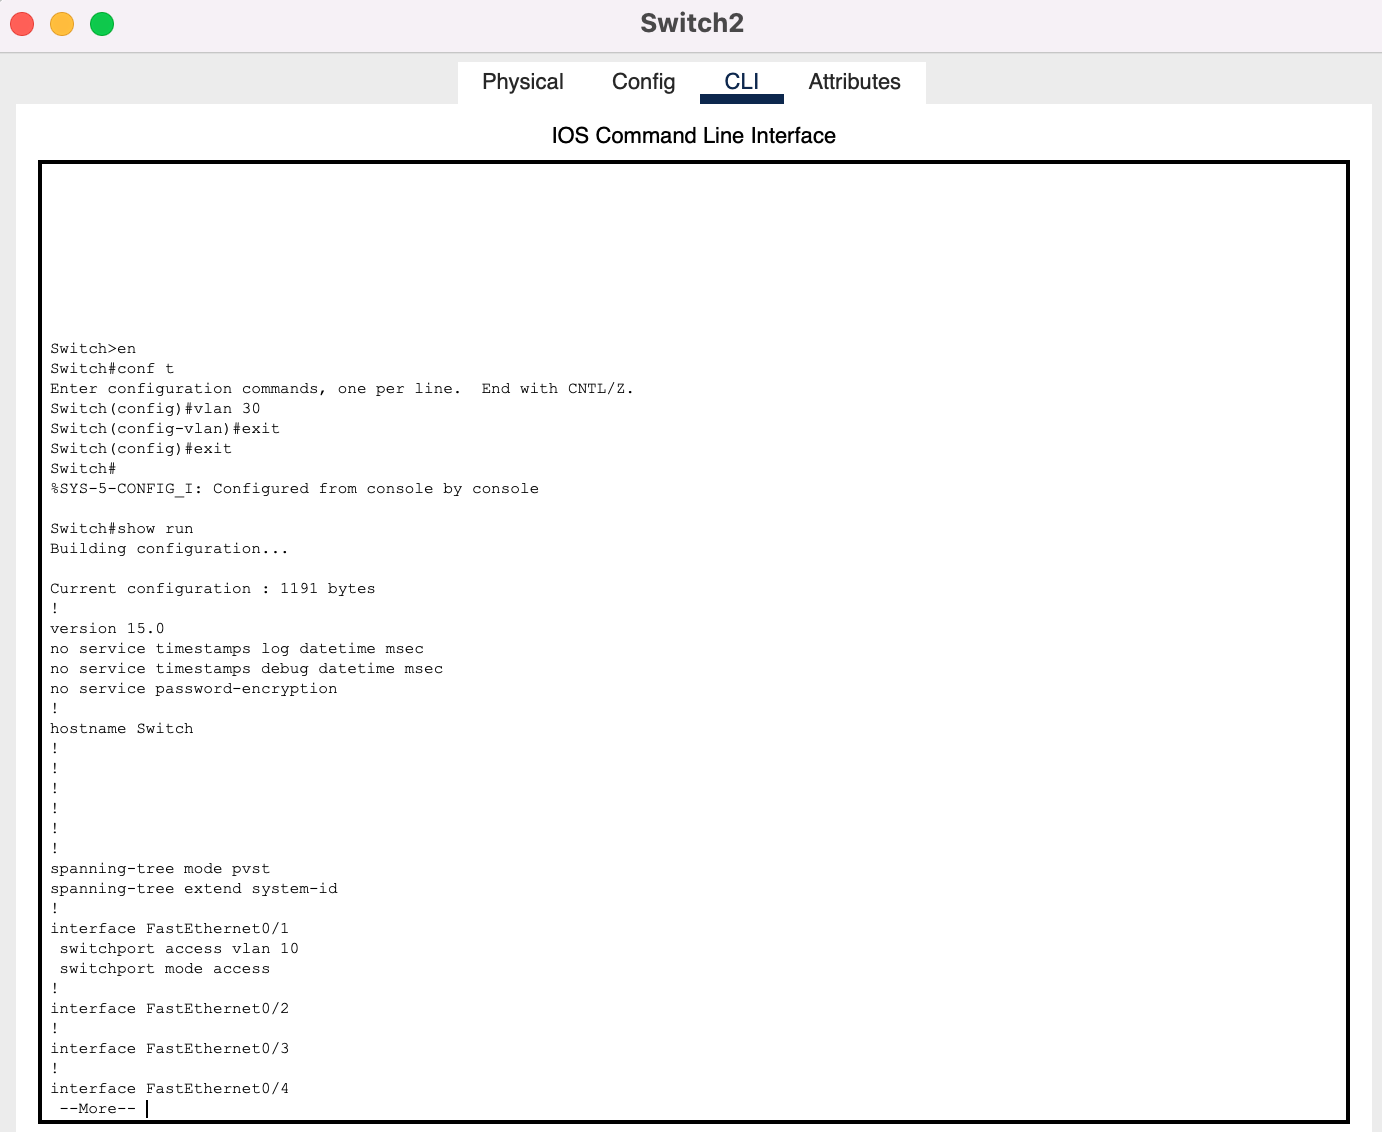 Switch2
Physical Config CLI Attributes
IOS Command Line Interface
Switch>en
Switch#conf t
Enter configuration commands, one per line.  End with CNTL/Z.
Switch(config)#vlan 30
Switch(config-vlan)#exit
Switch(config)#exit
Switch#
%SYS-5-CONFIG_I: Configured from console by console
Switch#show run
Building configuration...
Current configuration : 1191 bytes
!
version 15.0
no service timestamps log datetime msec
no service timestamps debug datetime msec
no service password-encryption
!
hostname Switch
!
!
!
!
!
!
spanning-tree mode pvst
spanning-tree extend system-id
!
interface FastEthernet0/1
 switchport access vlan 10
 switchport mode access
!
interface FastEthernet0/2
!
interface FastEthernet0/3
!
interface FastEthernet0/4
 --More--